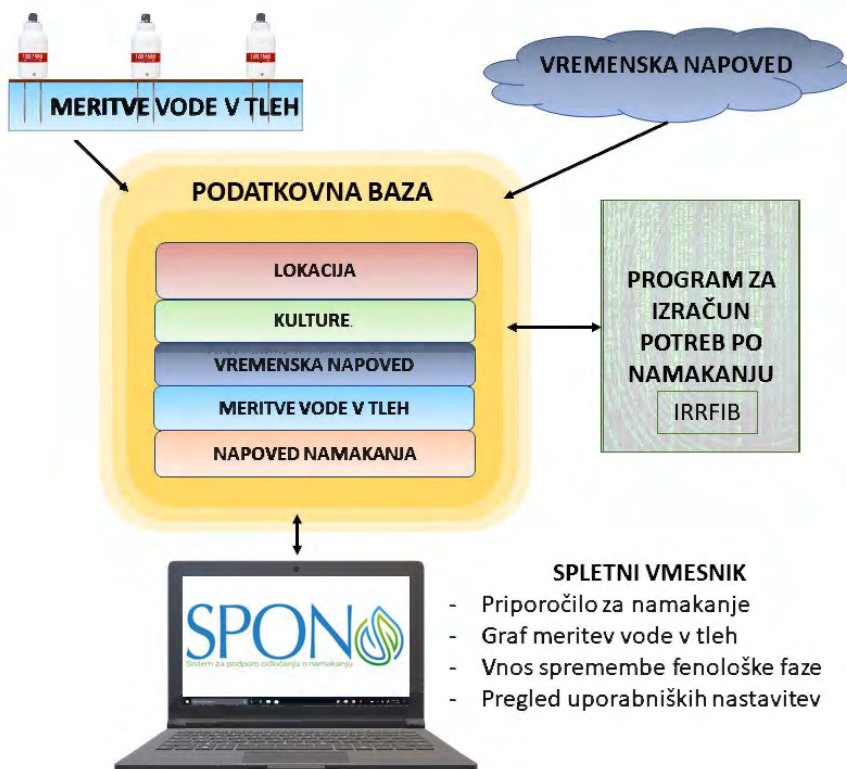 MERITVE VODE V TLEH
VREMENSKA NAPOVED
PODATKOVNA BAZA
LOKACIJA
KULTURE.
VREMENSKA NAPOVED
MERITVE VODE V TLEH
NAPOVED NAMAKANJA
PROGRAM ZA
IZRAČUN
POTREB PO
NAMAKANJU
IRRFIB
SPON
Sistem za podporo odločanju o namakanju
SPLETNI VMESNIK
- Priporočilo za namakanje
- Graf meritev vode v tleh
- Vnos spremembe fenološke faze
- Pregled uporabniških nastavitev